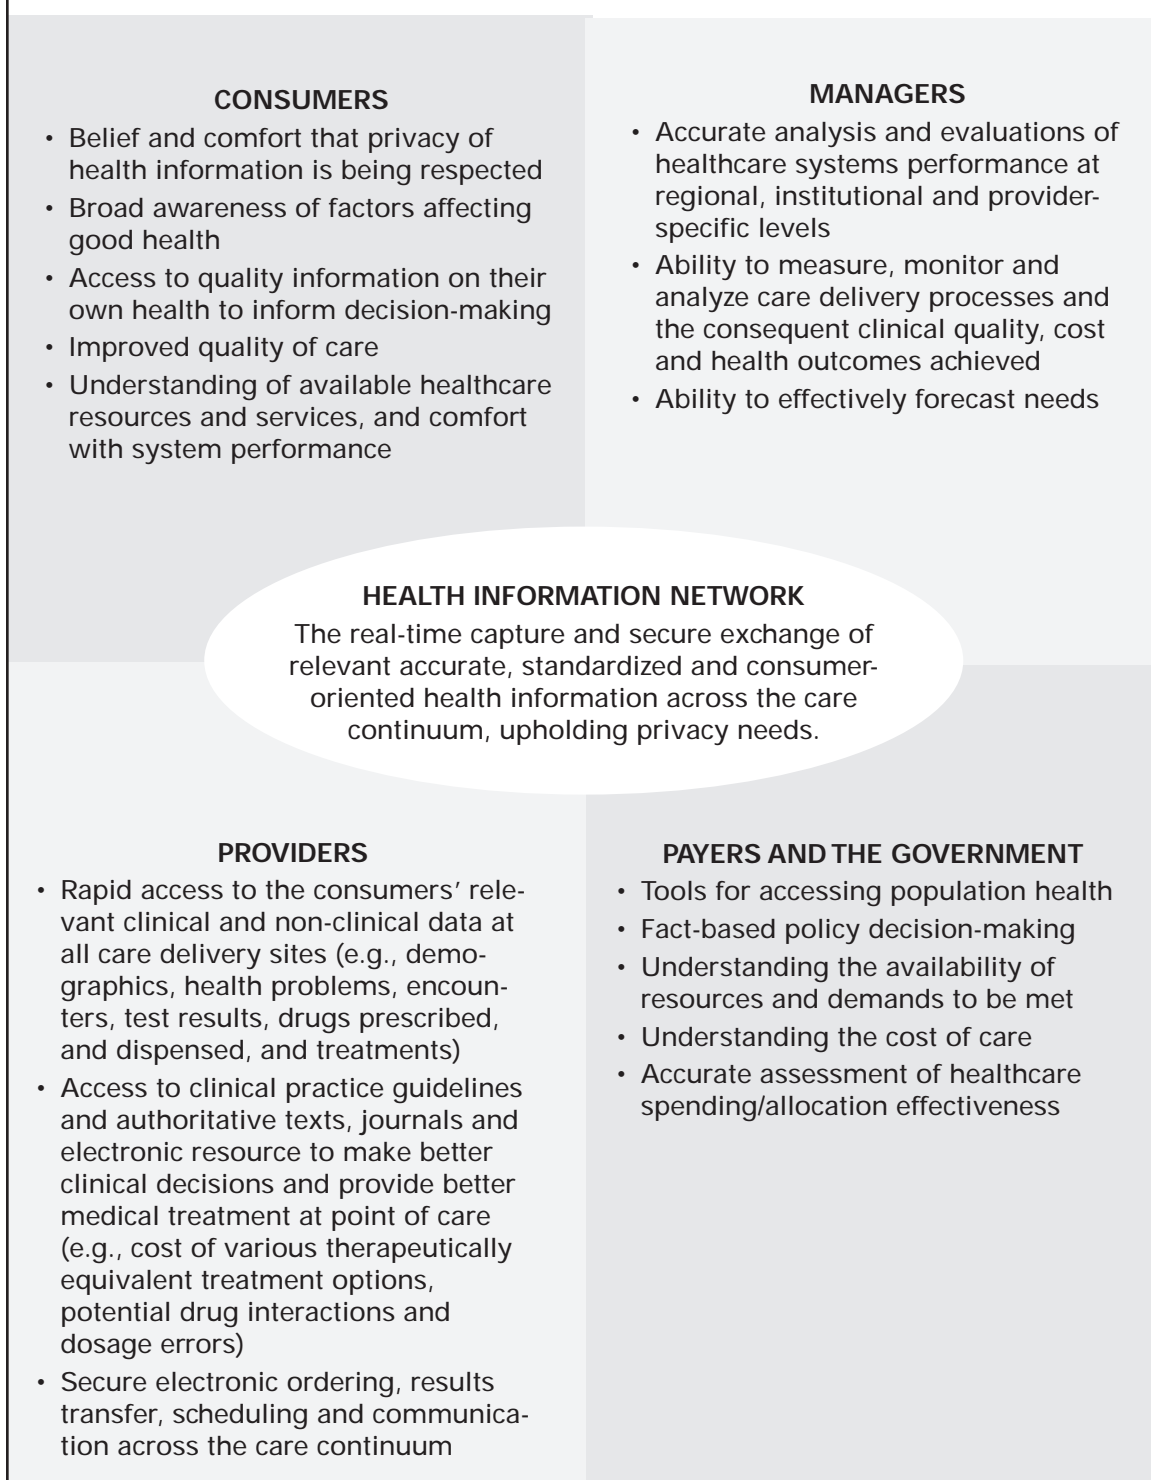 CONSUMERS
• Belief and comfort that privacy of
health information is being respected
• Broad awareness of factors affecting
good health
• Access to quality information on their
own health to inform decision-making
• Improved quality of care
• Understanding of available healthcare
resources and services, and comfort
with system performance
MANAGERS
• Accurate analysis and evaluations of
healthcare systems performance at
regional, institutional and provider-
specific levels
• Ability to measure, monitor and
analyze care delivery processes and
the consequent clinical quality, cost
and health outcomes achieved
• Ability to effectively forecast needs
HEALTH INFORMATION NETWORK
The real-time capture and secure exchange of
relevant accurate, standardized and consumer-
oriented health information across the care
continuum, upholding privacy needs.
PROVIDERS
• Rapid access to the consumers' rele-
vant clinical and non-clinical data at
all care delivery sites (e.g., demo-
graphics, health problems, encoun-
ters, test results, drugs prescribed,
and dispensed, and treatments)
• Access to clinical practice guidelines
and authoritative texts, journals and
electronic resource to make better
clinical decisions and provide better
medical treatment at point of care
(e.g., cost of various therapeutically
equivalent treatment options,
potential drug interactions and
dosage errors)
• Secure electronic ordering, results
transfer, scheduling and communica-
tion across the care continuum
PAYERS AND THE GOVERNMENT
• Tools for accessing population health
• Fact-based policy decision-making
• Understanding the availability of
resources and demands to be met
• Understanding the cost of care
• Accurate assessment of healthcare
spending/allocation effectiveness